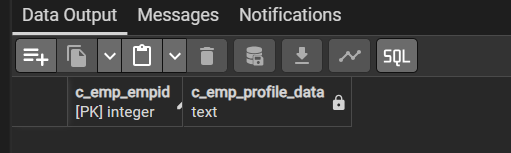 Data Output Messages Notifications
SQL
c_emp_empid c_emp_profile_data
[PK] integer text